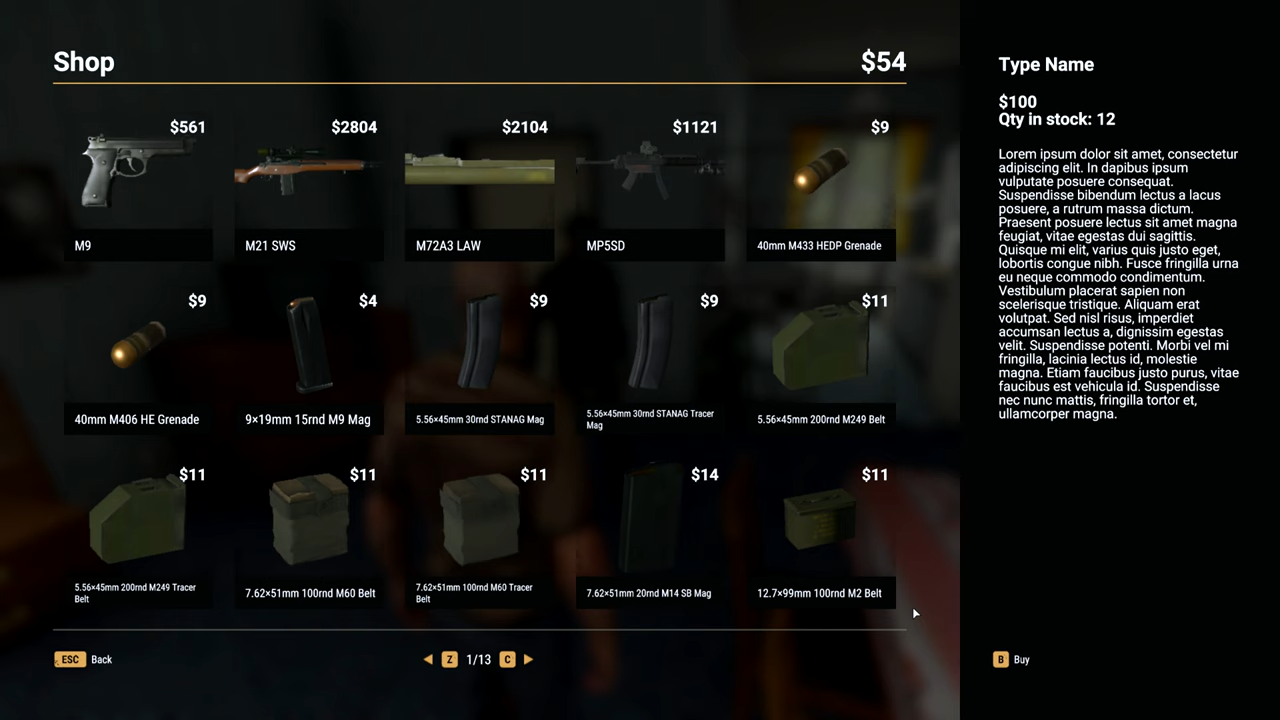 Shop
$54
$561
$2804
$2104
$1121
$9
M9
M21 SWS
M72A3 LAW
MP5SD
40mm M433 HEDP Grenade
$9
$4
$9
$9
$11
40mm M406 HE Grenade
9×19mm 15rnd M9 Mag
5.56×45mm 30rnd STANAG Mag
5.56×45mm 30rnd STANAG Tracer
Mag
5.56×45mm 200rnd M249 Belt
$11
$11
$11
$14
$11
5.56×45mm 200rnd M249 Tracer
Belt
7.62×51mm 100rnd M60 Belt
7.62×51mm 100rnd M60 Tracer
Belt
7.62×51mm 20rnd M14 SB Mag
12.7×99mm 100rnd M2 Belt
ESC Back
Z 1/13 C
Type Name
$100
Qty in stock: 12
Lorem ipsum dolor sit amet, consectetur
adipiscing elit. In dapibus ipsum
vulputate posuere consequat.
Suspendisse bibendum lectus a lacus
posuere, a rutrum massa dictum.
Praesent posuere lectus sit amet magna
feugiat, vitae egestas dui sagittis.
Quisque mi elit, varius quis justo eget,
lobortis congue nibh. Fusce fringilla urna
eu neque commodo condimentum.
Vestibulum placerat sapien non
scelerisque tristique. Aliquam erat
volutpat. Sed nisl risus, imperdiet
accumsan lectus a, dignissim egestas
velit. Suspendisse potenti. Morbi vel mi
fringilla, lacinia lectus id, molestie
magna. Etiam faucibus justo purus, vitae
faucibus est vehicula id. Suspendisse
nec nunc mattis, fringilla tortor et,
ullamcorper magna.
B Buy